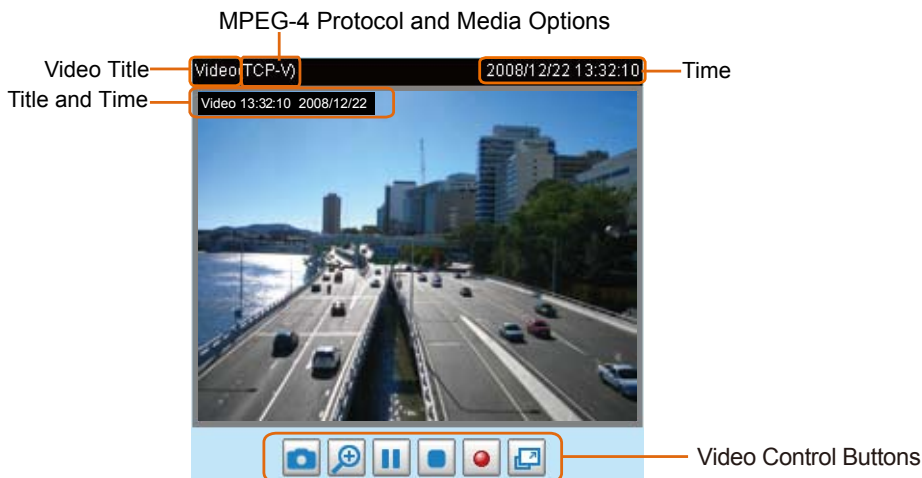 MPEG-4 Protocol and Media Options
Video Title
Video(TCP-V)
2008/12/22 13:32:10
Time
Title and Time
Video 13:32:10 2008/12/22
Video Control Buttons